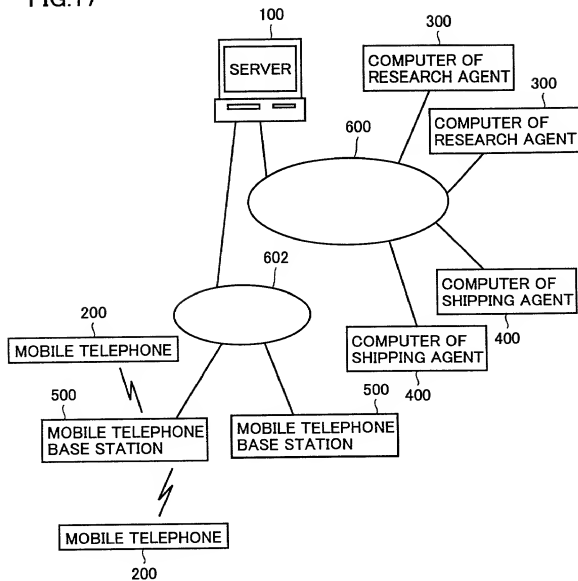 FIG.17
100
SERVER
300
COMPUTER OF
RESEARCH AGENT
300
COMPUTER OF
RESEARCH AGENT
600
602
COMPUTER OF
SHIPPING AGENT
400
200
MOBILE TELEPHONE
COMPUTER OF
SHIPPING AGENT
400
500
MOBILE TELEPHONE
BASE STATION
500
MOBILE TELEPHONE
BASE STATION
MOBILE TELEPHONE
200